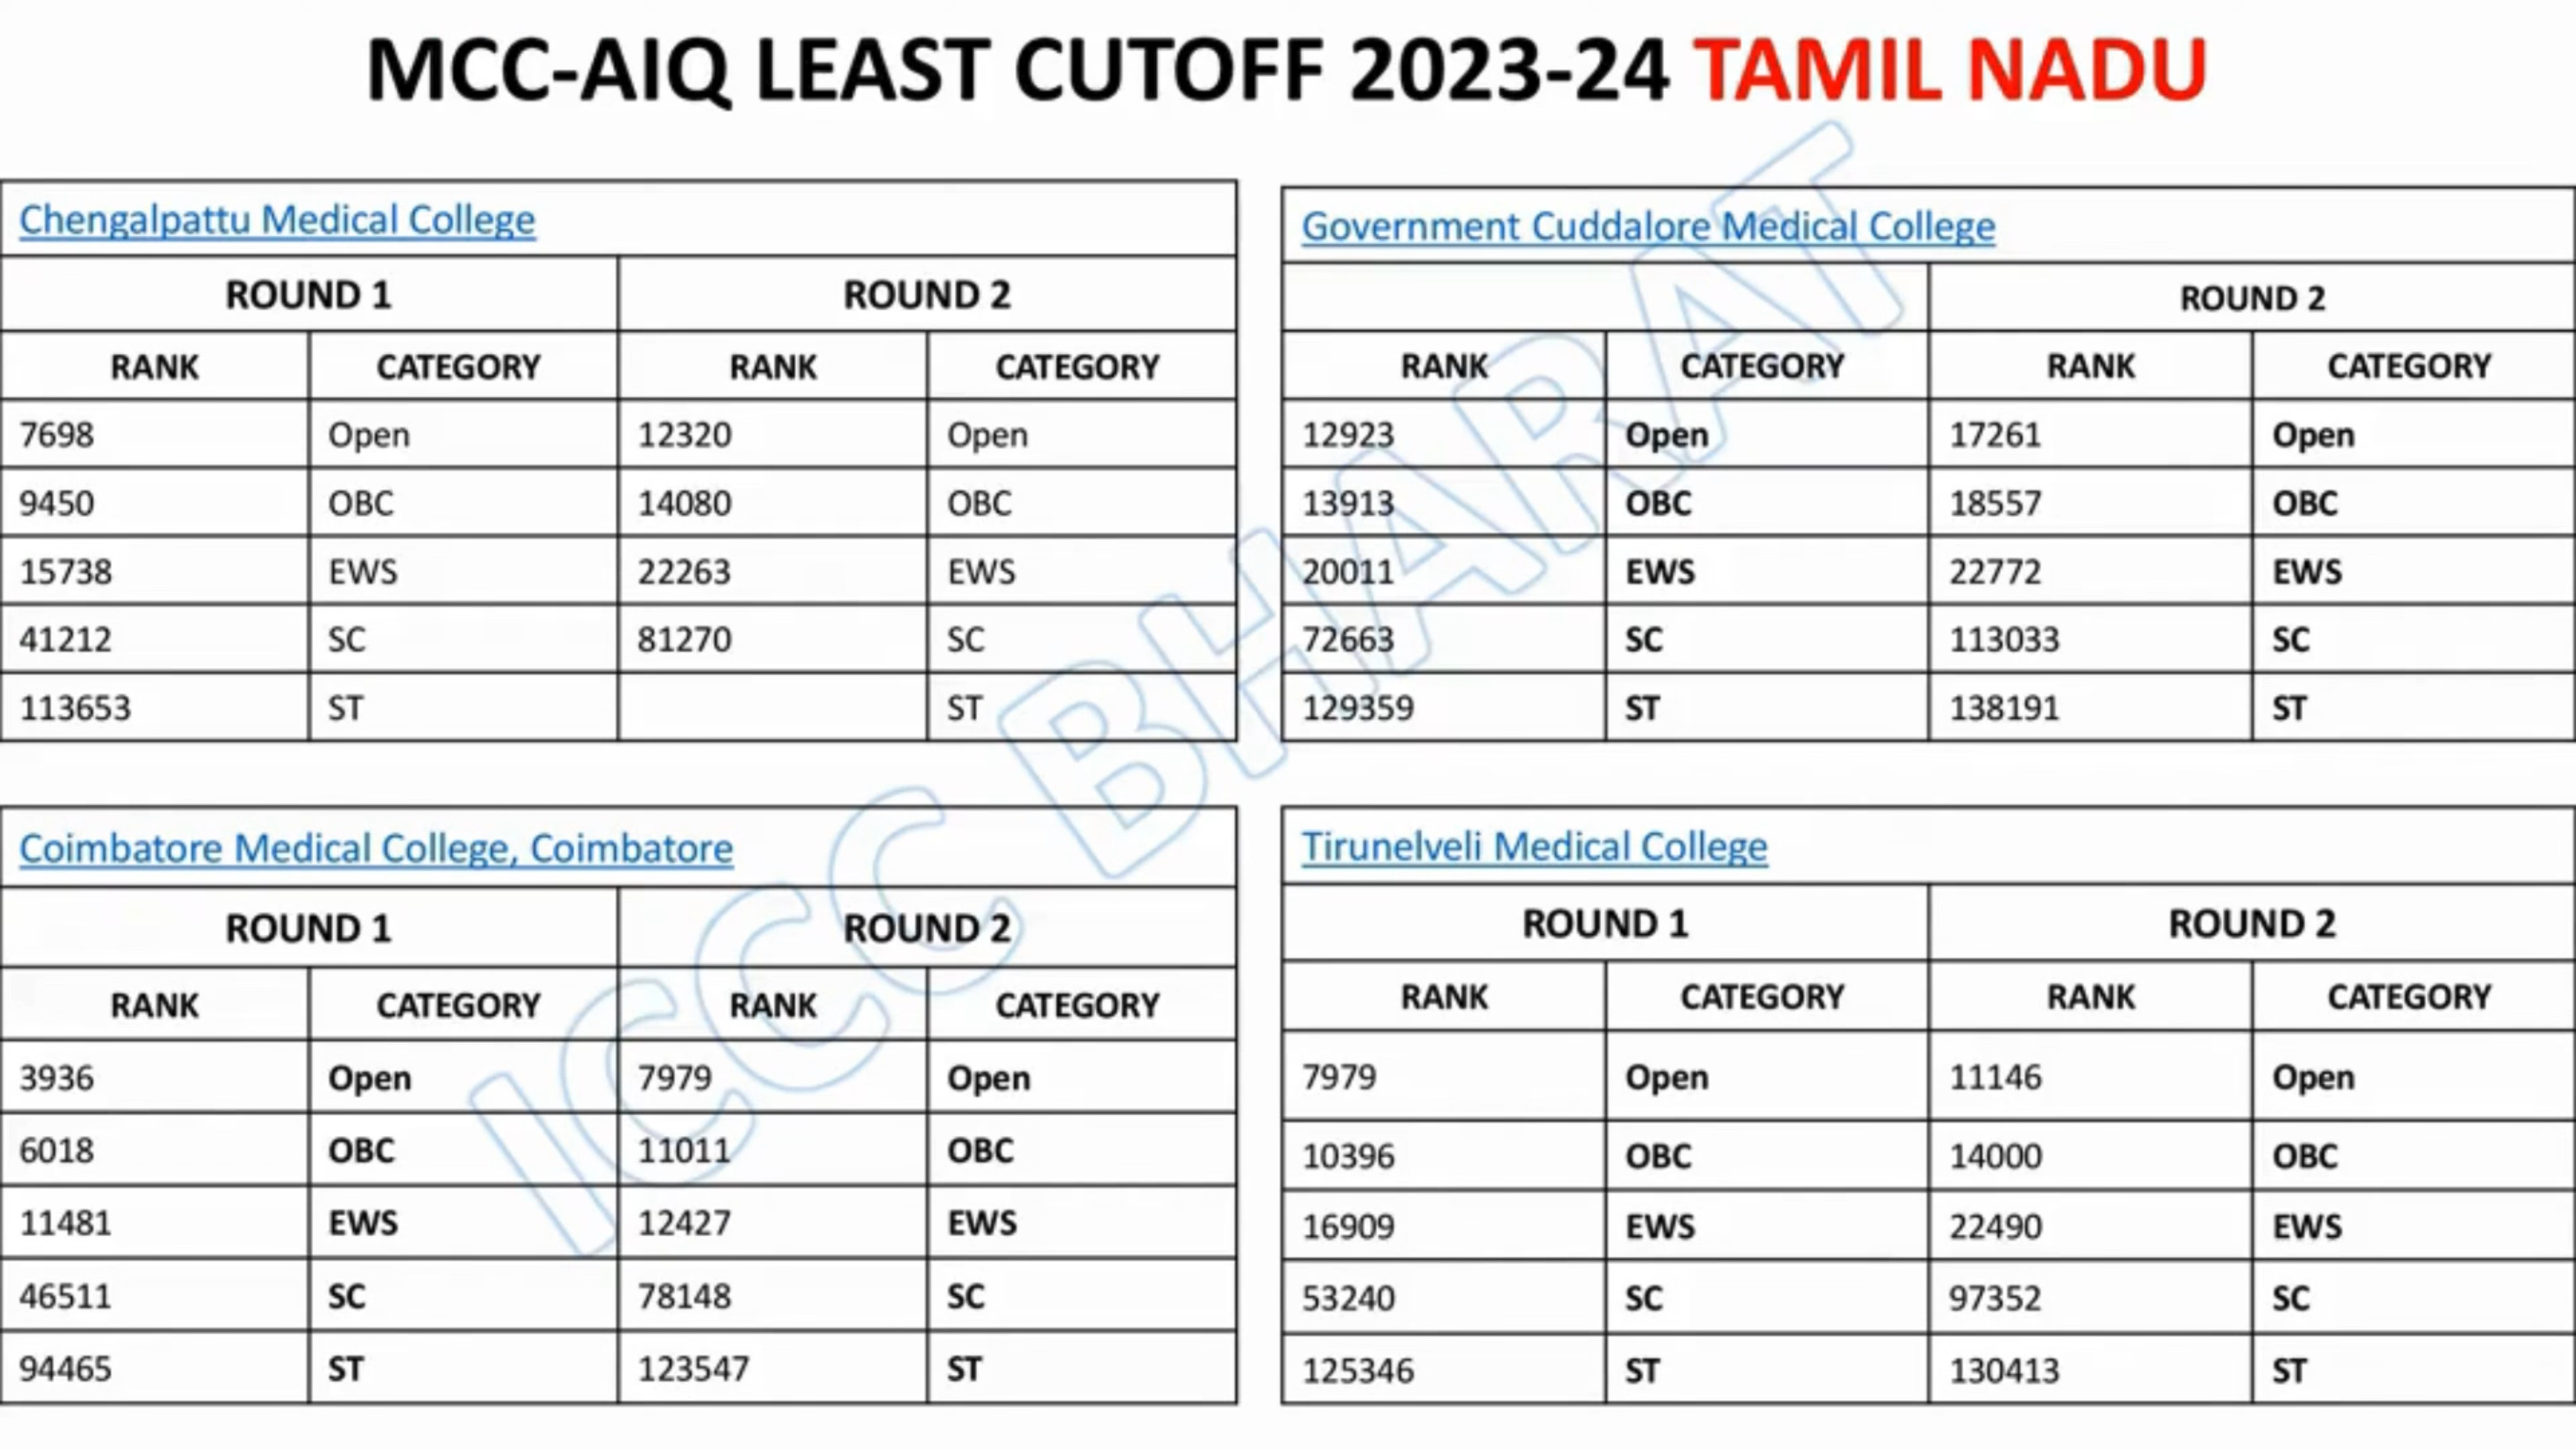 MCC-AIQ LEAST CUTOFF 2023-24 TAMIL NADU
Chengalpattu Medical College
ROUND 1 ROUND 2
RANK CATEGORY RANK CATEGORY
7698 Open 12320 Open
9450 OBC 14080 OBC
15738 EWS 22263 EWS
41212 SC 81270 SC
113653 ST ST
Government Cuddalore Medical College
ROUND 2
RANK CATEGORY RANK CATEGORY
12923 Open 17261 Open
13913 OBC 18557 OBC
20011 EWS 22772 EWS
72663 SC 113033 SC
129359 ST 138191 ST
Coimbatore Medical College, Coimbatore
ROUND 1 ROUND 2
RANK CATEGORY RANK CATEGORY
3936 Open 7979 Open
6018 OBC 11011 OBC
11481 EWS 12427 EWS
46511 SC 78148 SC
94465 ST 123547 ST
Tirunelveli Medical College
ROUND 1 ROUND 2
RANK CATEGORY RANK CATEGORY
7979 Open 11146 Open
10396 OBC 14000 OBC
16909 EWS 22490 EWS
53240 SC 97352 SC
125346 ST 130413 ST
ICCC BHARAT